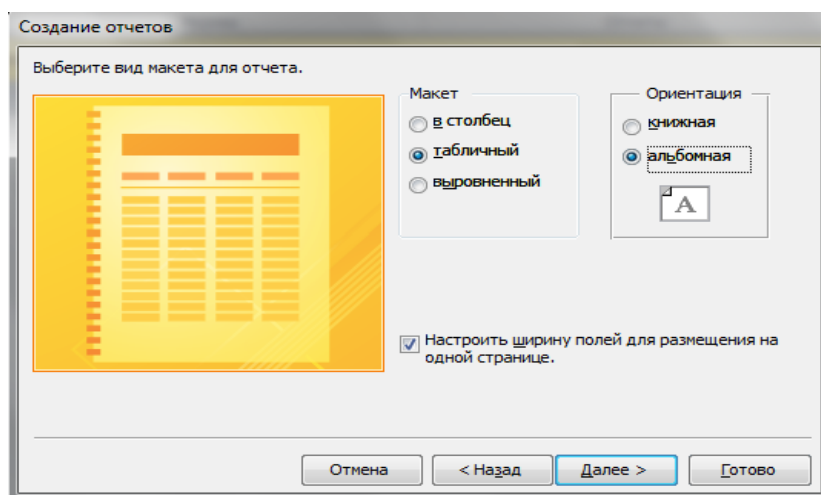 Создание отчетов
Выберите вид макета для отчета.
Макет
в столбец
табличный
выровненный
Ориентация
книжная
альбомная
A
Настроить ширину полей для размещения на
одной странице.
Отмена
< Назад
Далее >
Готово